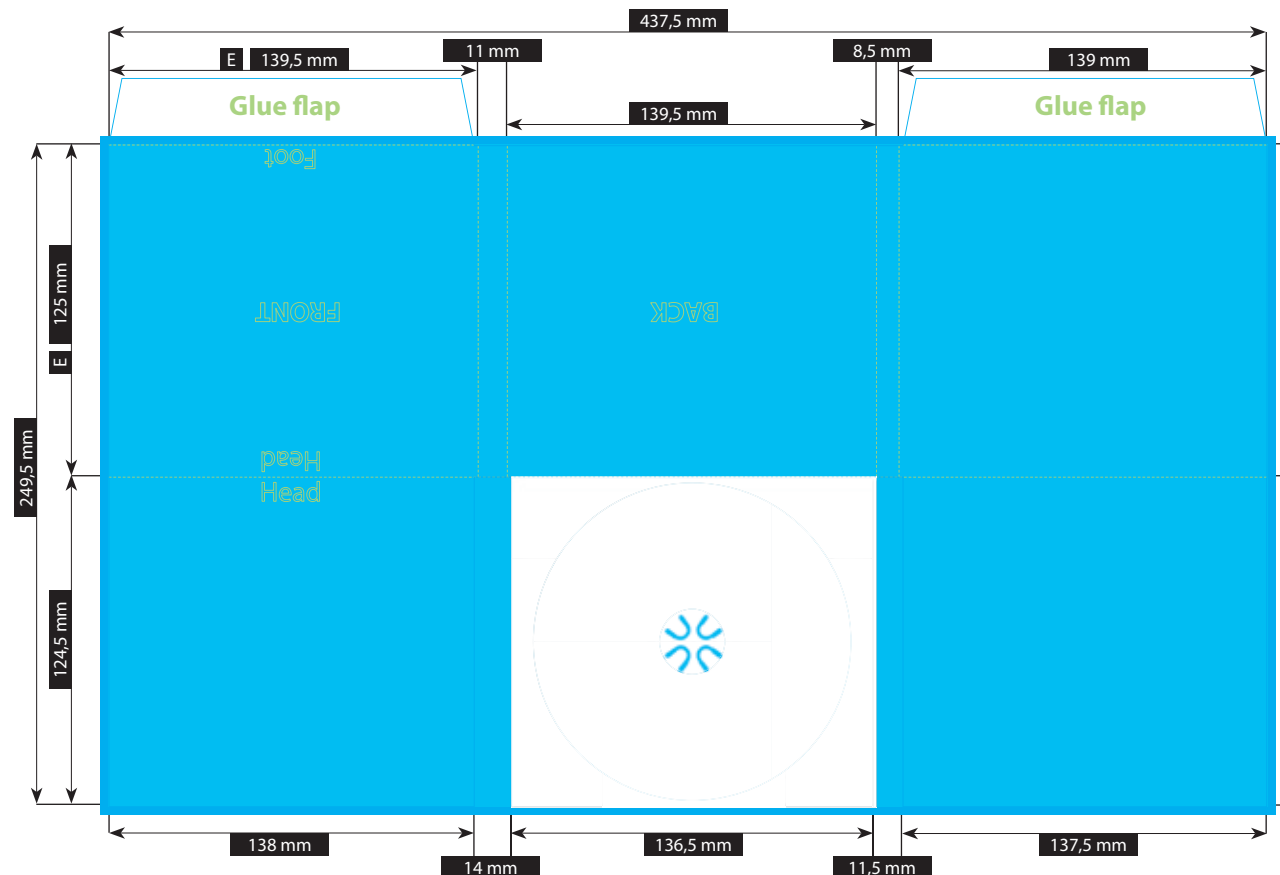 437,5 mm
11 mm
8,5 mm
E 139,5 mm
139 mm
Glue flap
139,5 mm
Glue flap
Foot
FRONT
BACK
Head
Head
E 125 mm
249,5 mm
124,5 mm
138 mm
136,5 mm
137,5 mm
14 mm
11,5 mm